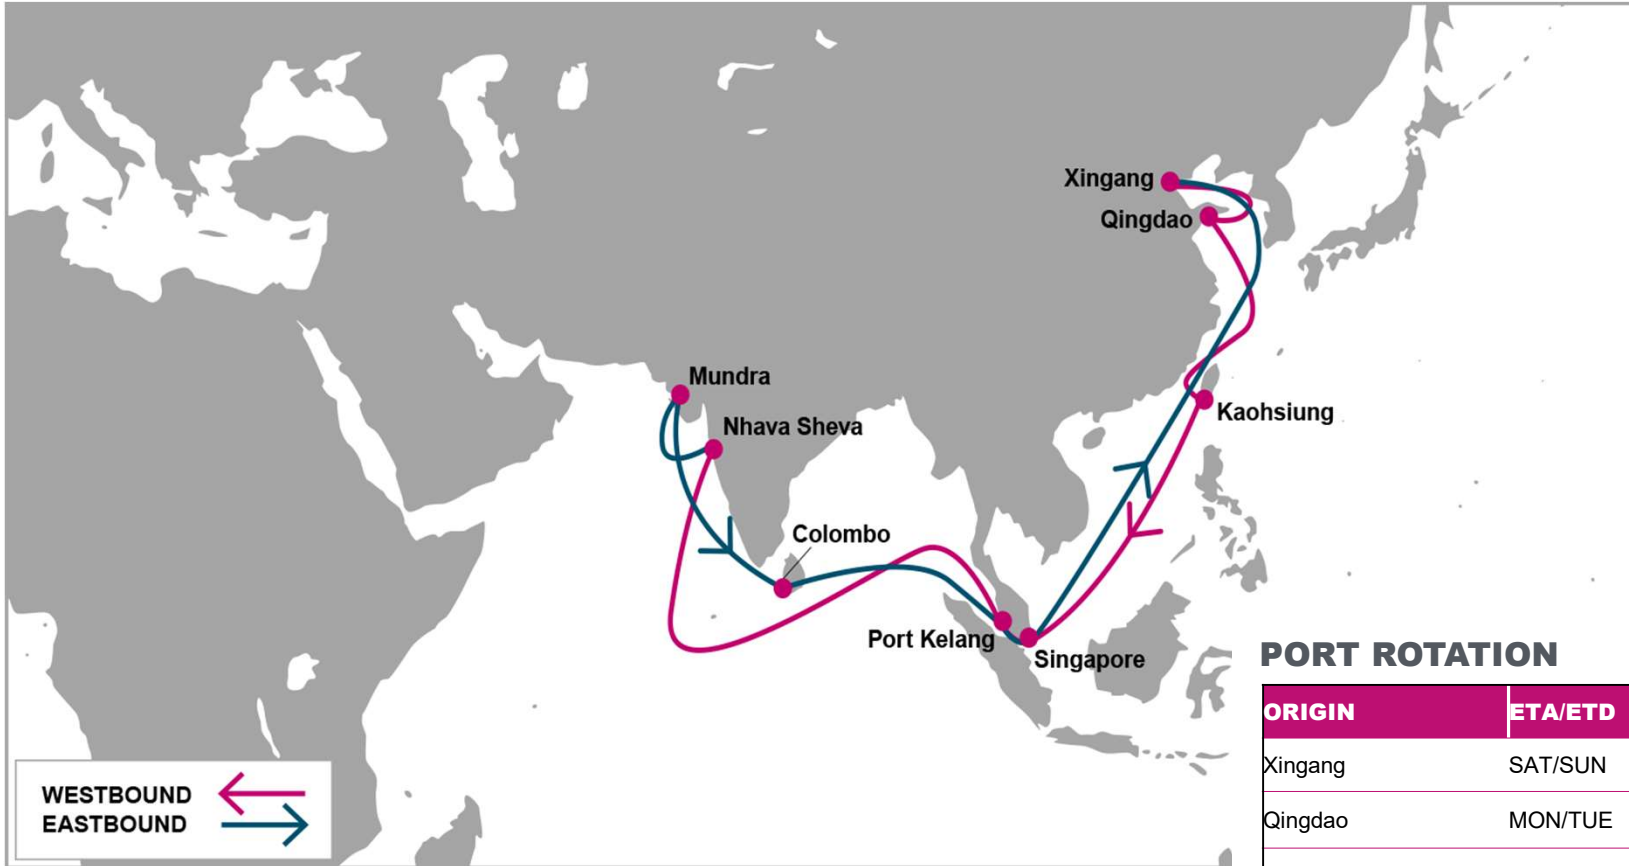 Xingang
Qingdao
Mundra
Nhava Sheva
Kaohsiung
Colombo
Port Kelang
Singapore
WESTBOUND
EASTBOUND
PORT ROTATION
ORIGIN ETA/ETD
Xingang SAT/SUN
Qingdao MON/TUE